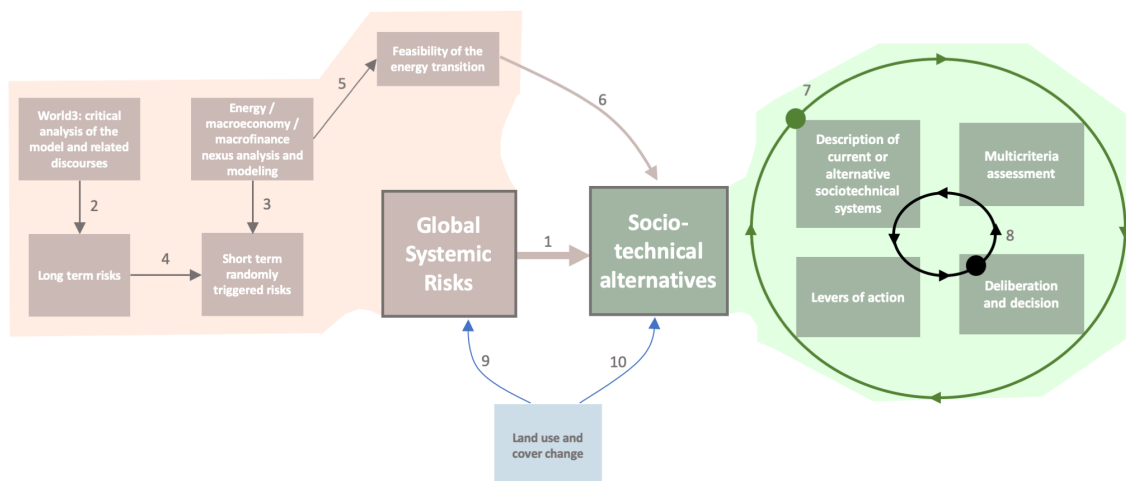 Feasibility of the
energy transition
5
6
7
World3: critical
analysis of the
model and related
discourses
Energy /
macroeconomy /
macrofinance
nexus analysis and
modeling
2
3
Long term risks
4
Short term
randomly
triggered risks
Global
Systemic
Risks
1
Socio-
technical
alternatives
Description of
current or
alternative
sociotechnical
systems
Multicriteria
assessment
8
Levers of action
Deliberation
and decision
9
10
Land use and
cover change